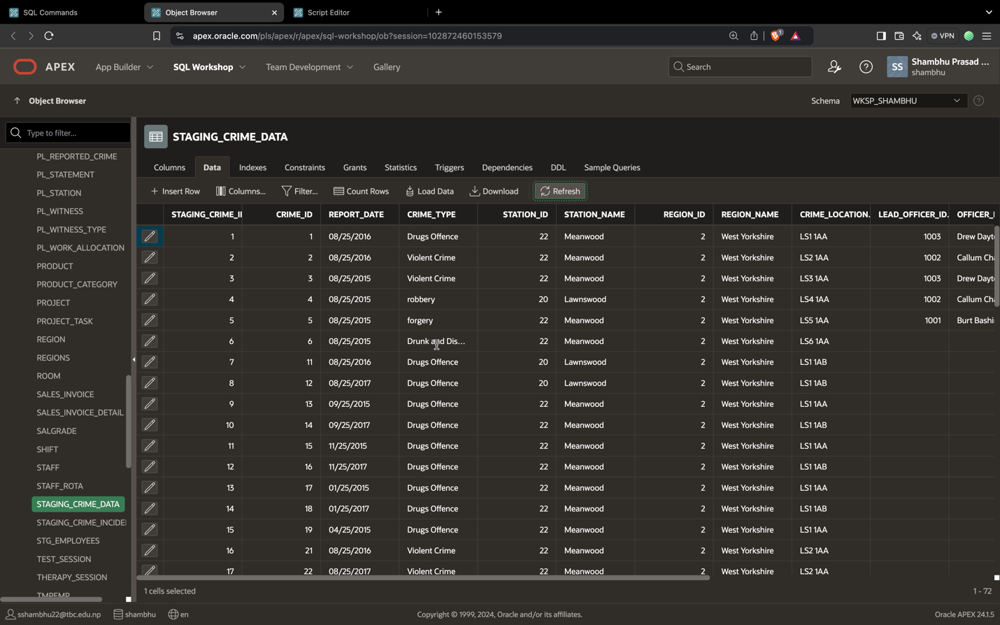 SQL Commands
Object Browser
Script Editor
apex.oracle.com/pls/apex/r/apex/sql-workshop/ob?session=102872460153579
1
VPN
APEX
App Builder
SQL Workshop
Team Development
Gallery
Search
SS
Shambhu Prasad ...
shambhu
Object Browser
Schema
WKSP_SHAMBHU
Type to filter...
PL_REPORTED_CRIME
PL_STATEMENT
PL_STATION
PL_WITNESS
PL_WITNESS_TYPE
PL_WORK_ALLOCATION
PRODUCT
PRODUCT_CATEGORY
PROJECT
PROJECT_TASK
REGION
REGIONS
ROOM
SALES_INVOICE
SALES_INVOICE_DETAIL
SALGRADE
SHIFT
STAFF
STAFF_ROTA
STAGING_CRIME_DATA
STAGING_CRIME_INCIDE
STG_EMPLOYEES
TEST_SESSION
THERAPY_SESSION
TMPEMP
STAGING_CRIME_DATA
Columns Data Indexes Constraints Grants Statistics Triggers Dependencies DDL Sample Queries
Insert Row Columns... Filter... Count Rows Load Data Download Refresh
STAGING_CRIME_I CRIME_ID REPORT_DATE CRIME_TYPE STATION_ID STATION_NAME REGION_ID REGION_NAME CRIME_LOCATION. LEAD_OFFICER_ID. OFFICER_
1 1 08/25/2016 Drugs Offence 22 Meanwood 2 West Yorkshire LS1 1AA 1003 Drew Dayt
2 2 08/25/2016 Violent Crime 22 Meanwood 2 West Yorkshire LS2 1AA 1002 Callum Ch
3 3 08/25/2015 Violent Crime 22 Meanwood 2 West Yorkshire LS3 1AA 1003 Drew Dayt
4 4 08/25/2015 robbery 20 Lawnswood 2 West Yorkshire LS4 1AA 1002 Callum Ch
5 5 08/25/2015 forgery 22 Meanwood 2 West Yorkshire LS5 1AA 1001 Burt Bashi
6 6 08/25/2015 Drunk and Dis... 22 Meanwood 2 West Yorkshire LS6 1AA
7 11 08/25/2016 Drugs Offence 20 Lawnswood 2 West Yorkshire LS1 1AB
8 12 08/25/2017 Drugs Offence 20 Lawnswood 2 West Yorkshire LS1 1AB
9 13 09/25/2015 Drugs Offence 22 Meanwood 2 West Yorkshire LS1 1AA
10 14 09/25/2017 Drugs Offence 22 Meanwood 2 West Yorkshire LS1 1AB
11 15 11/25/2015 Drugs Offence 22 Meanwood 2 West Yorkshire LS1 1AA
12 16 11/25/2017 Drugs Offence 22 Meanwood 2 West Yorkshire LS1 1AB
13 17 01/25/2015 Drugs Offence 22 Meanwood 2 West Yorkshire LS1 1AA
14 18 01/25/2017 Drugs Offence 22 Meanwood 2 West Yorkshire LS1 1AB
15 19 04/25/2015 Drugs Offence 22 Meanwood 2 West Yorkshire LS1 1AA
16 21 08/25/2016 Violent Crime 22 Meanwood 2 West Yorkshire LS2 1AA
17 22 08/25/2017 Violent Crime 22 Meanwood 2 West Yorkshire LS2 1AA
1 cells selected
1 - 72
sshambhu22@tbc.edu.np shambhu en
Copyright © 1999, 2024, Oracle and/or its affiliates.
Oracle APEX 24.1.5